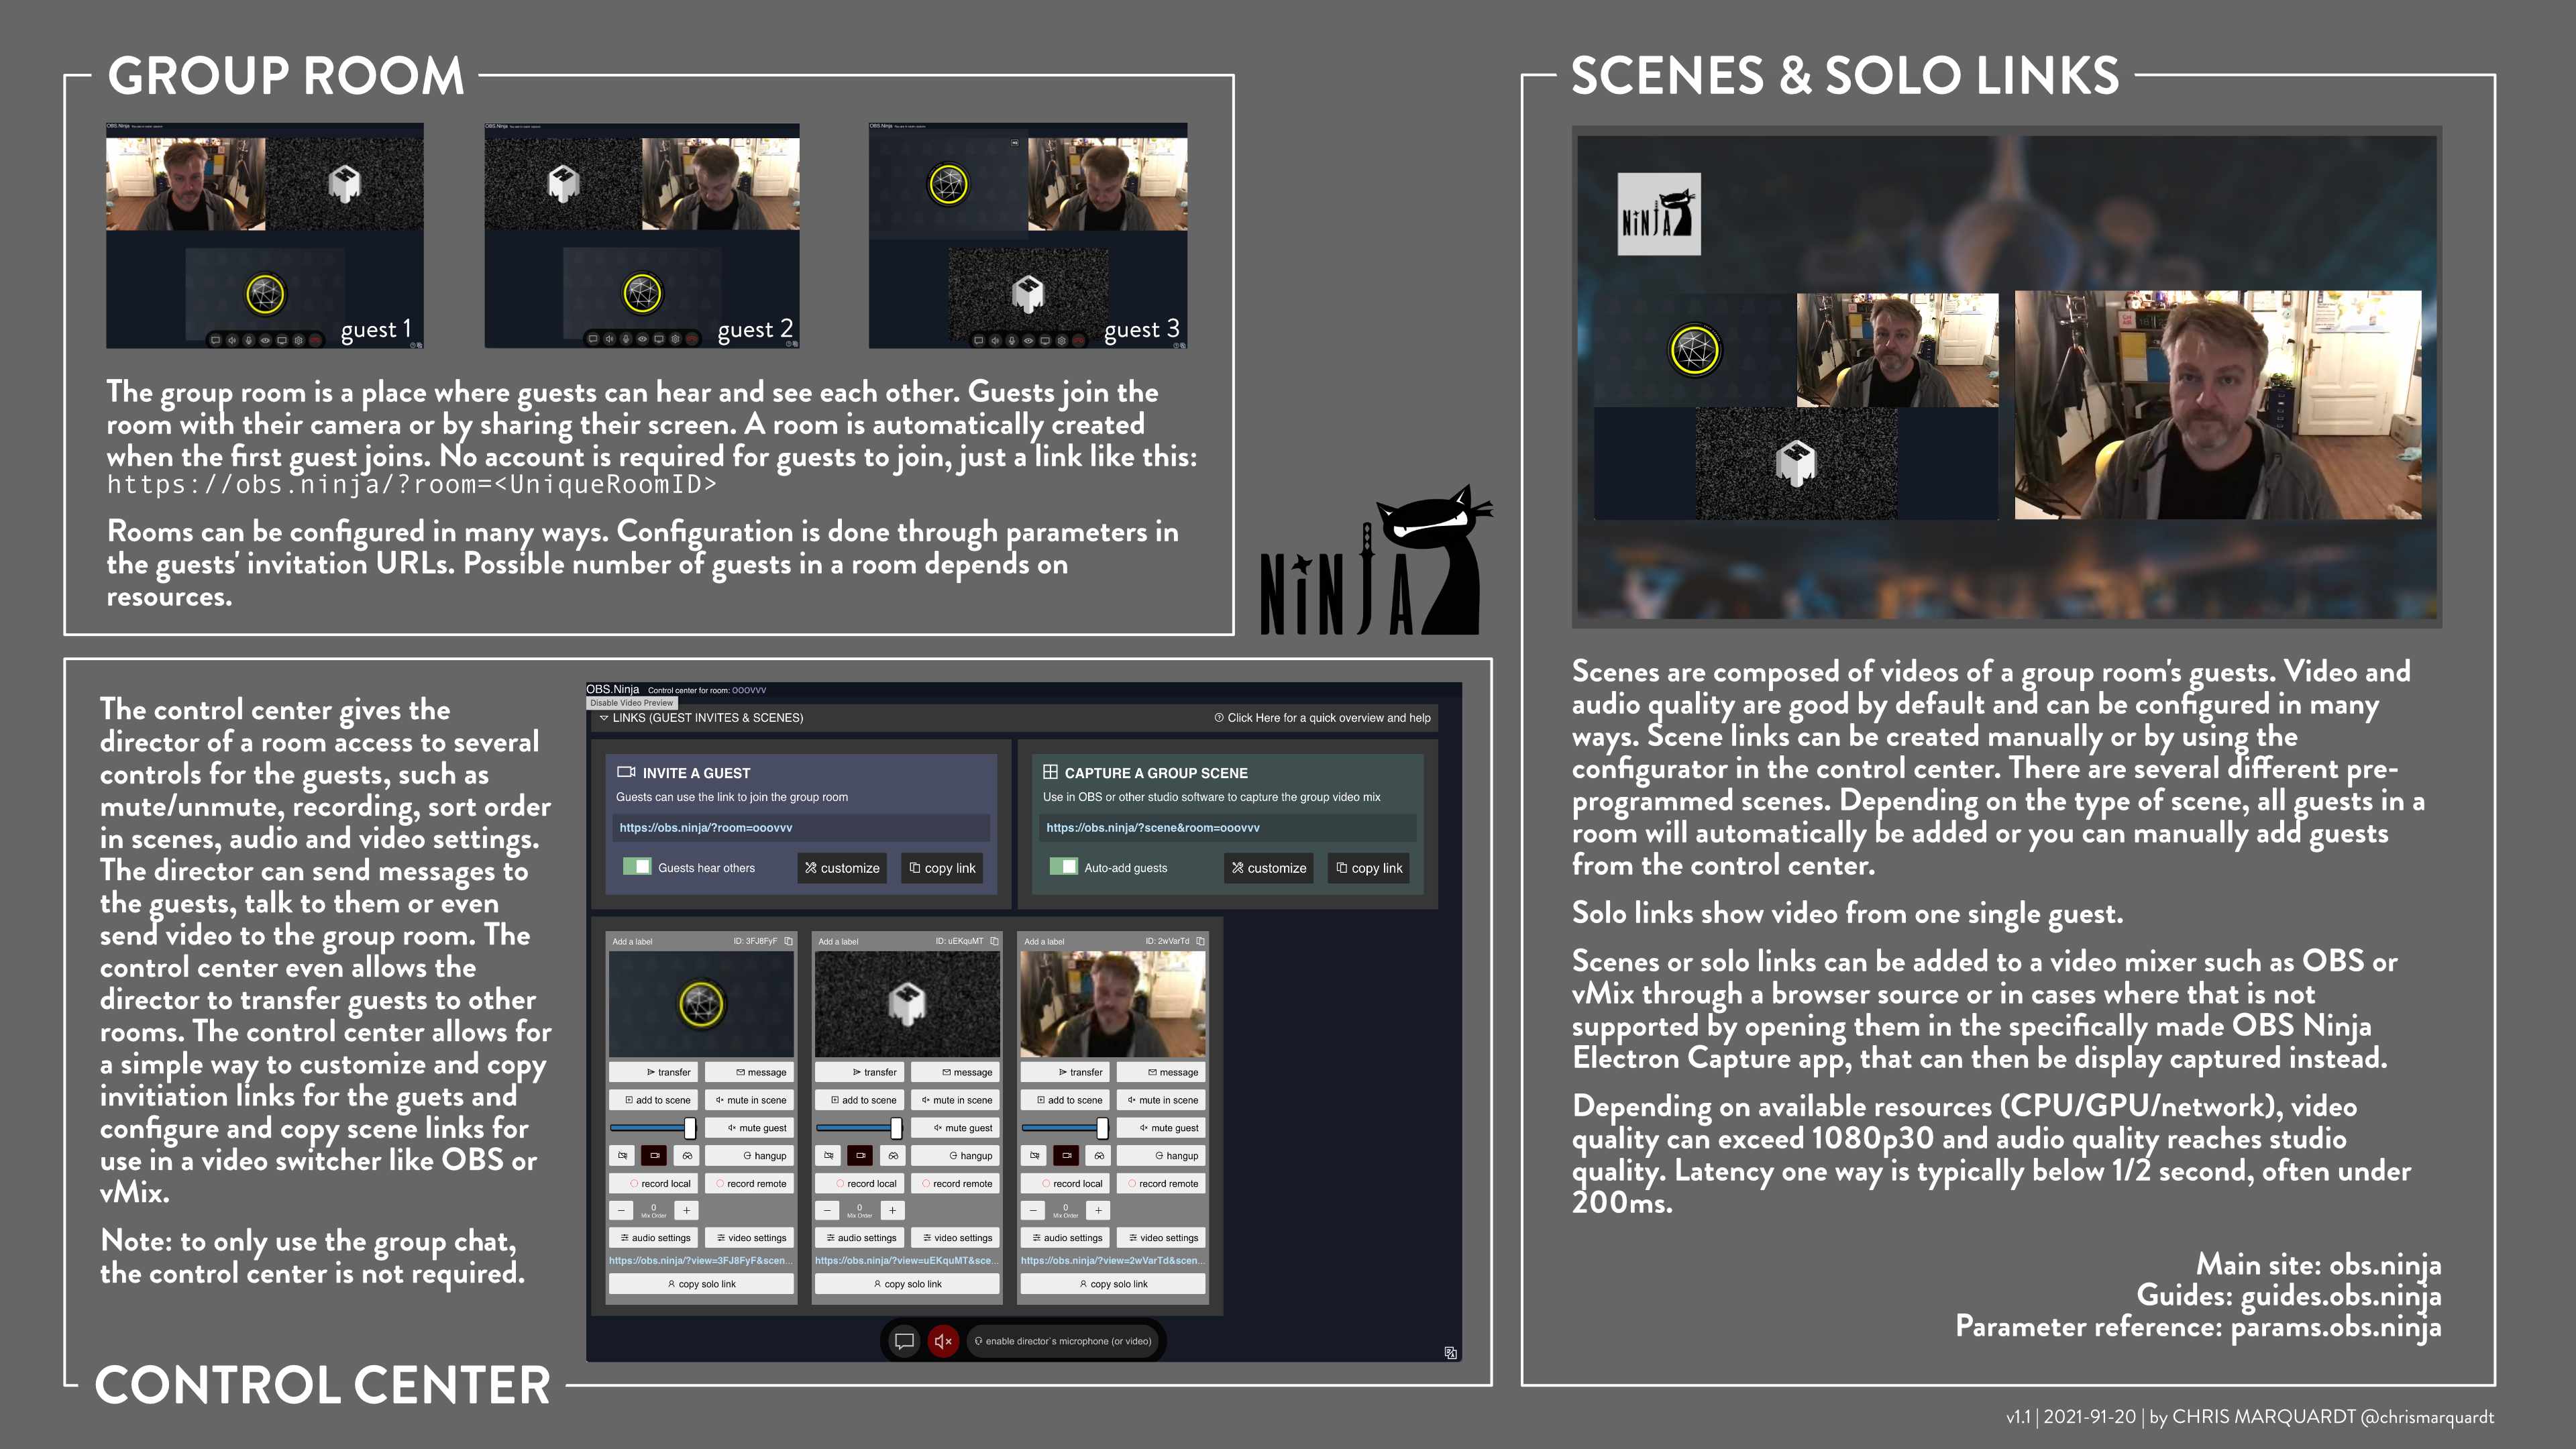 GROUP ROOM
OBS.Ninja
OBS.Ninja
OBS.Ninja
guest 1
guest 2
guest 3
The group room is a place where guests can hear and see each other. Guests join the
room with their camera or by sharing their screen. A room is automatically created
when the first guest joins. No account is required for guests to join, just a link like this:
https://obs.ninja/?room=<UniqueRoomID>
Rooms can be configured in many ways. Configuration is done through parameters in
the guests' invitation URLs. Possible number of guests in a room depends on
resources.
NiNJA
The control center gives the
director of a room access to several
controls for the guests, such as
mute/unmute, recording, sort order
in scenes, audio and video settings.
The director can send messages to
the guests, talk to them or even
send video to the group room. The
control center even allows the
director to transfer guests to other
rooms. The control center allows for
a simple way to customize and copy
invitiation links for the guets and
configure and copy scene links for
use in a video switcher like OBS or
vMix.
Note: to only use the group chat,
the control center is not required.
CONTROL CENTER
OBS.Ninja Control center for room: OOOVVV
Disable Video Preview
LINKS (GUEST INVITES & SCENES)
Click Here for a quick overview and help
INVITE A GUEST
Guests can use the link to join the group room
https://obs.ninja/?room=ooovvv
Guests hear others
customize
copy link
CAPTURE A GROUP SCENE
Use in OBS or other studio software to capture the group video mix
https://obs.ninja/?scene&room=ooovvv
Auto-add guests
customize
copy link
Add a label ID: 3FJ8FyF
transfer message
add to scene mute in scene
mute guest
hangup
record local record remote
− 0 +
Mix Order
audio settings video settings
https://obs.ninja/?view=3FJ8FyF&scen...
copy solo link
Add a label ID: uEKquMT
transfer message
add to scene mute in scene
mute guest
hangup
record local record remote
− 0 +
Mix Order
audio settings video settings
https://obs.ninja/?view=uEKquMT&sce...
copy solo link
Add a label ID: 2wVarTd
transfer message
add to scene mute in scene
mute guest
hangup
record local record remote
− 0 +
Mix Order
audio settings video settings
https://obs.ninja/?view=2wVarTd&scen...
copy solo link
enable director`s microphone (or video)
SCENES & SOLO LINKS
NiNJA
Scenes are composed of videos of a group room's guests. Video and
audio quality are good by default and can be configured in many
ways. Scene links can be created manually or by using the
configurator in the control center. There are several different pre-
programmed scenes. Depending on the type of scene, all guests in a
room will automatically be added or you can manually add guests
from the control center.
Solo links show video from one single guest.
Scenes or solo links can be added to a video mixer such as OBS or
vMix through a browser source or in cases where that is not
supported by opening them in the specifically made OBS Ninja
Electron Capture app, that can then be display captured instead.
Depending on available resources (CPU/GPU/network), video
quality can exceed 1080p30 and audio quality reaches studio
quality. Latency one way is typically below 1/2 second, often under
200ms.
Main site: obs.ninja
Guides: guides.obs.ninja
Parameter reference: params.obs.ninja
v1.1 | 2021-91-20 | by CHRIS MARQUARDT @chrismarquardt